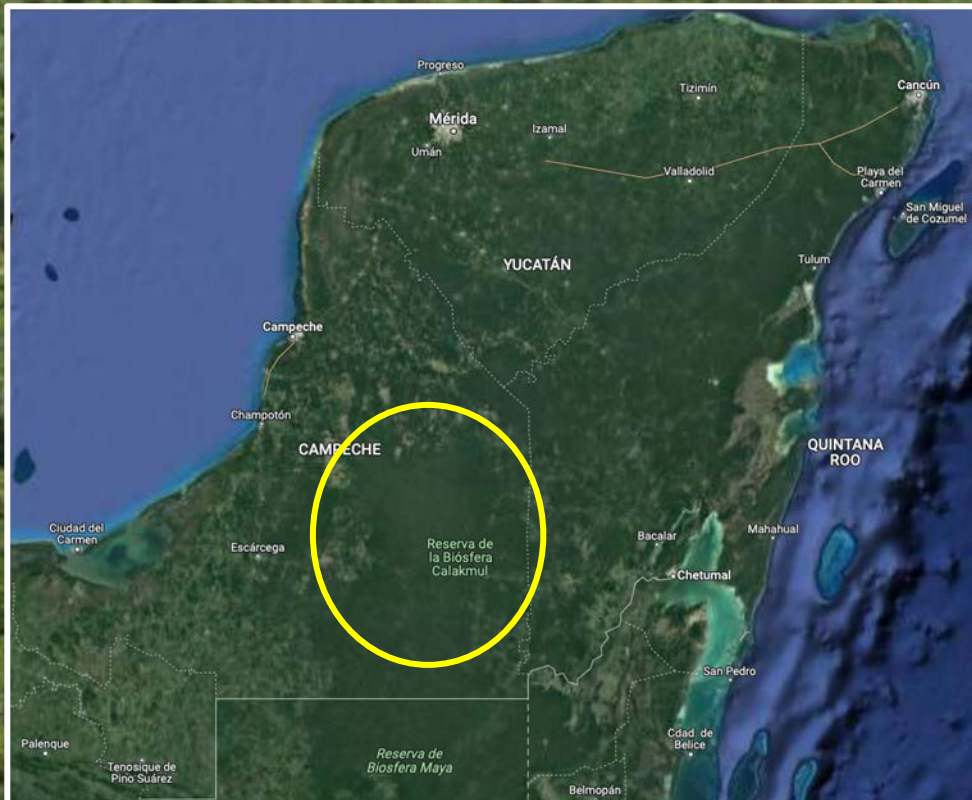 Progreso
Tizimín
Cancún
Mérida
Izamal
Umán
Valladolid
Playa del
Carmen
San Miguel
de Cozumel
YUCATÁN
Tulum
Campeche
Champotón
CAMPECHE
QUINTANA
ROO
Ciudad del
Carmen
Escárcega
Reserva de
la Biósfera
Calakmul
Bacalar
Mahahual
Chetumal
San Pedro
Palenque
Tenosique de
Pino Suárez
Reserva de
Biosfera Maya
Cdad. de
Belice
Belmopán